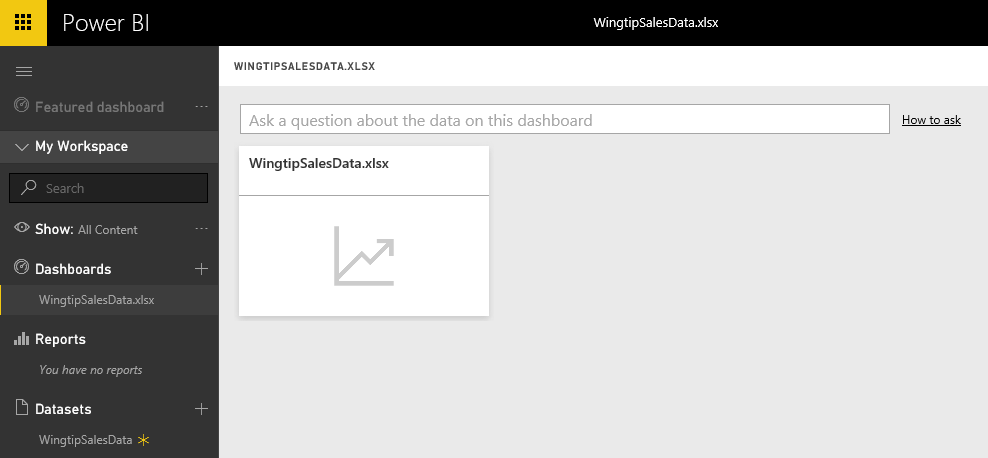 Power BI
WingtipSalesData.xlsx
Featured dashboard
My Workspace
Search
Show: All Content
Dashboards
WingtipSalesData.xlsx
Reports
You have no reports
Datasets
WingtipSalesData
WINGTIPSALESDATA.XLSX
Ask a question about the data on this dashboard
How to ask
WingtipSalesData.xlsx